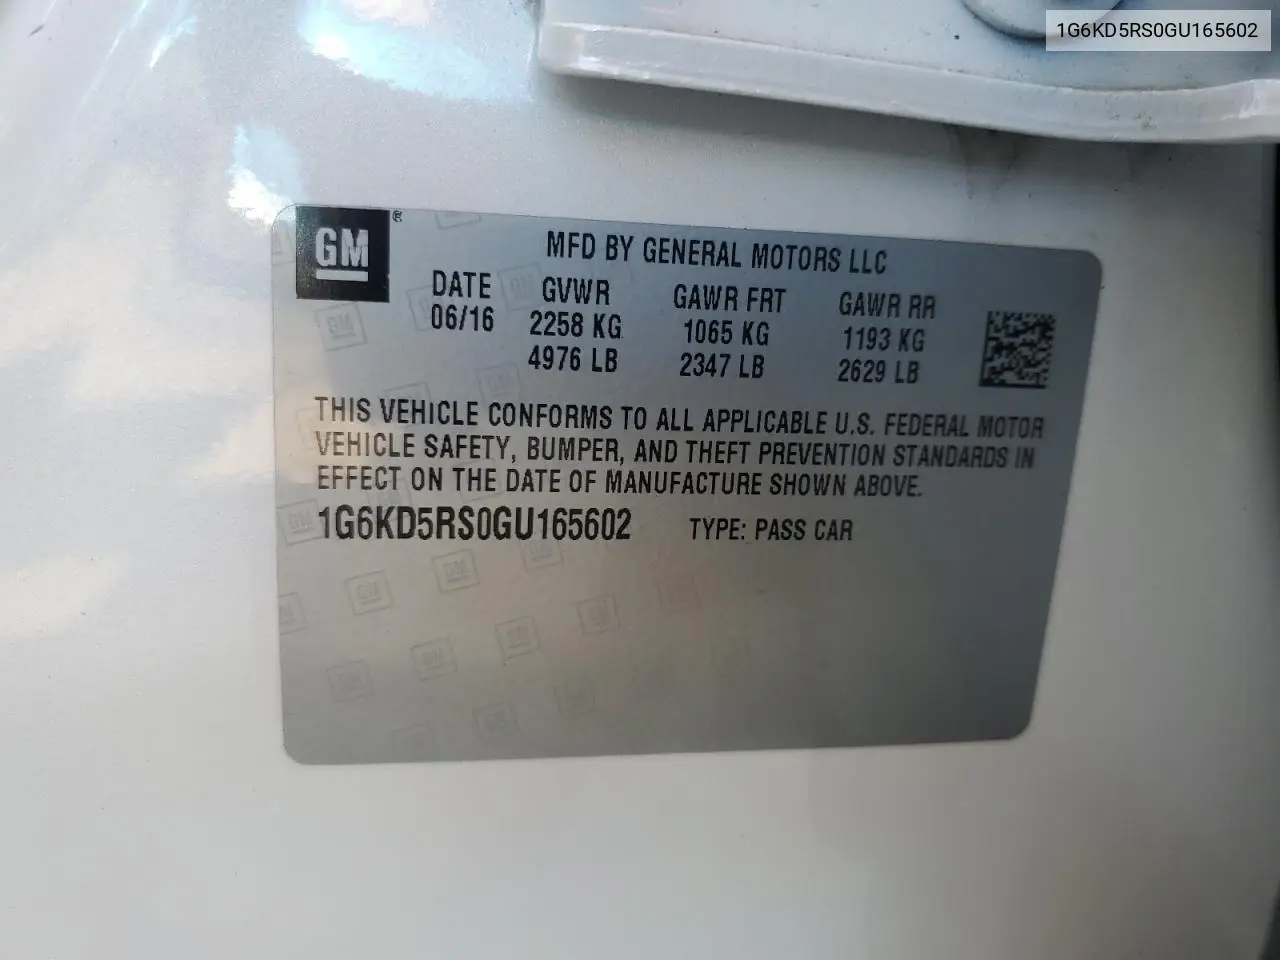 1G6KD5RS0GU165602
GM®
MFD BY GENERAL MOTORS LLC
DATE GVWR GAWR FRT GAWR RR
06/16 2258 KG 1065 KG 1193 KG
4976 LB 2347 LB 2629 LB
THIS VEHICLE CONFORMS TO ALL APPLICABLE U.S. FEDERAL MOTOR
VEHICLE SAFETY, BUMPER, AND THEFT PREVENTION STANDARDS IN
EFFECT ON THE DATE OF MANUFACTURE SHOWN ABOVE.
1G6KD5RS0GU165602 TYPE: PASS CAR